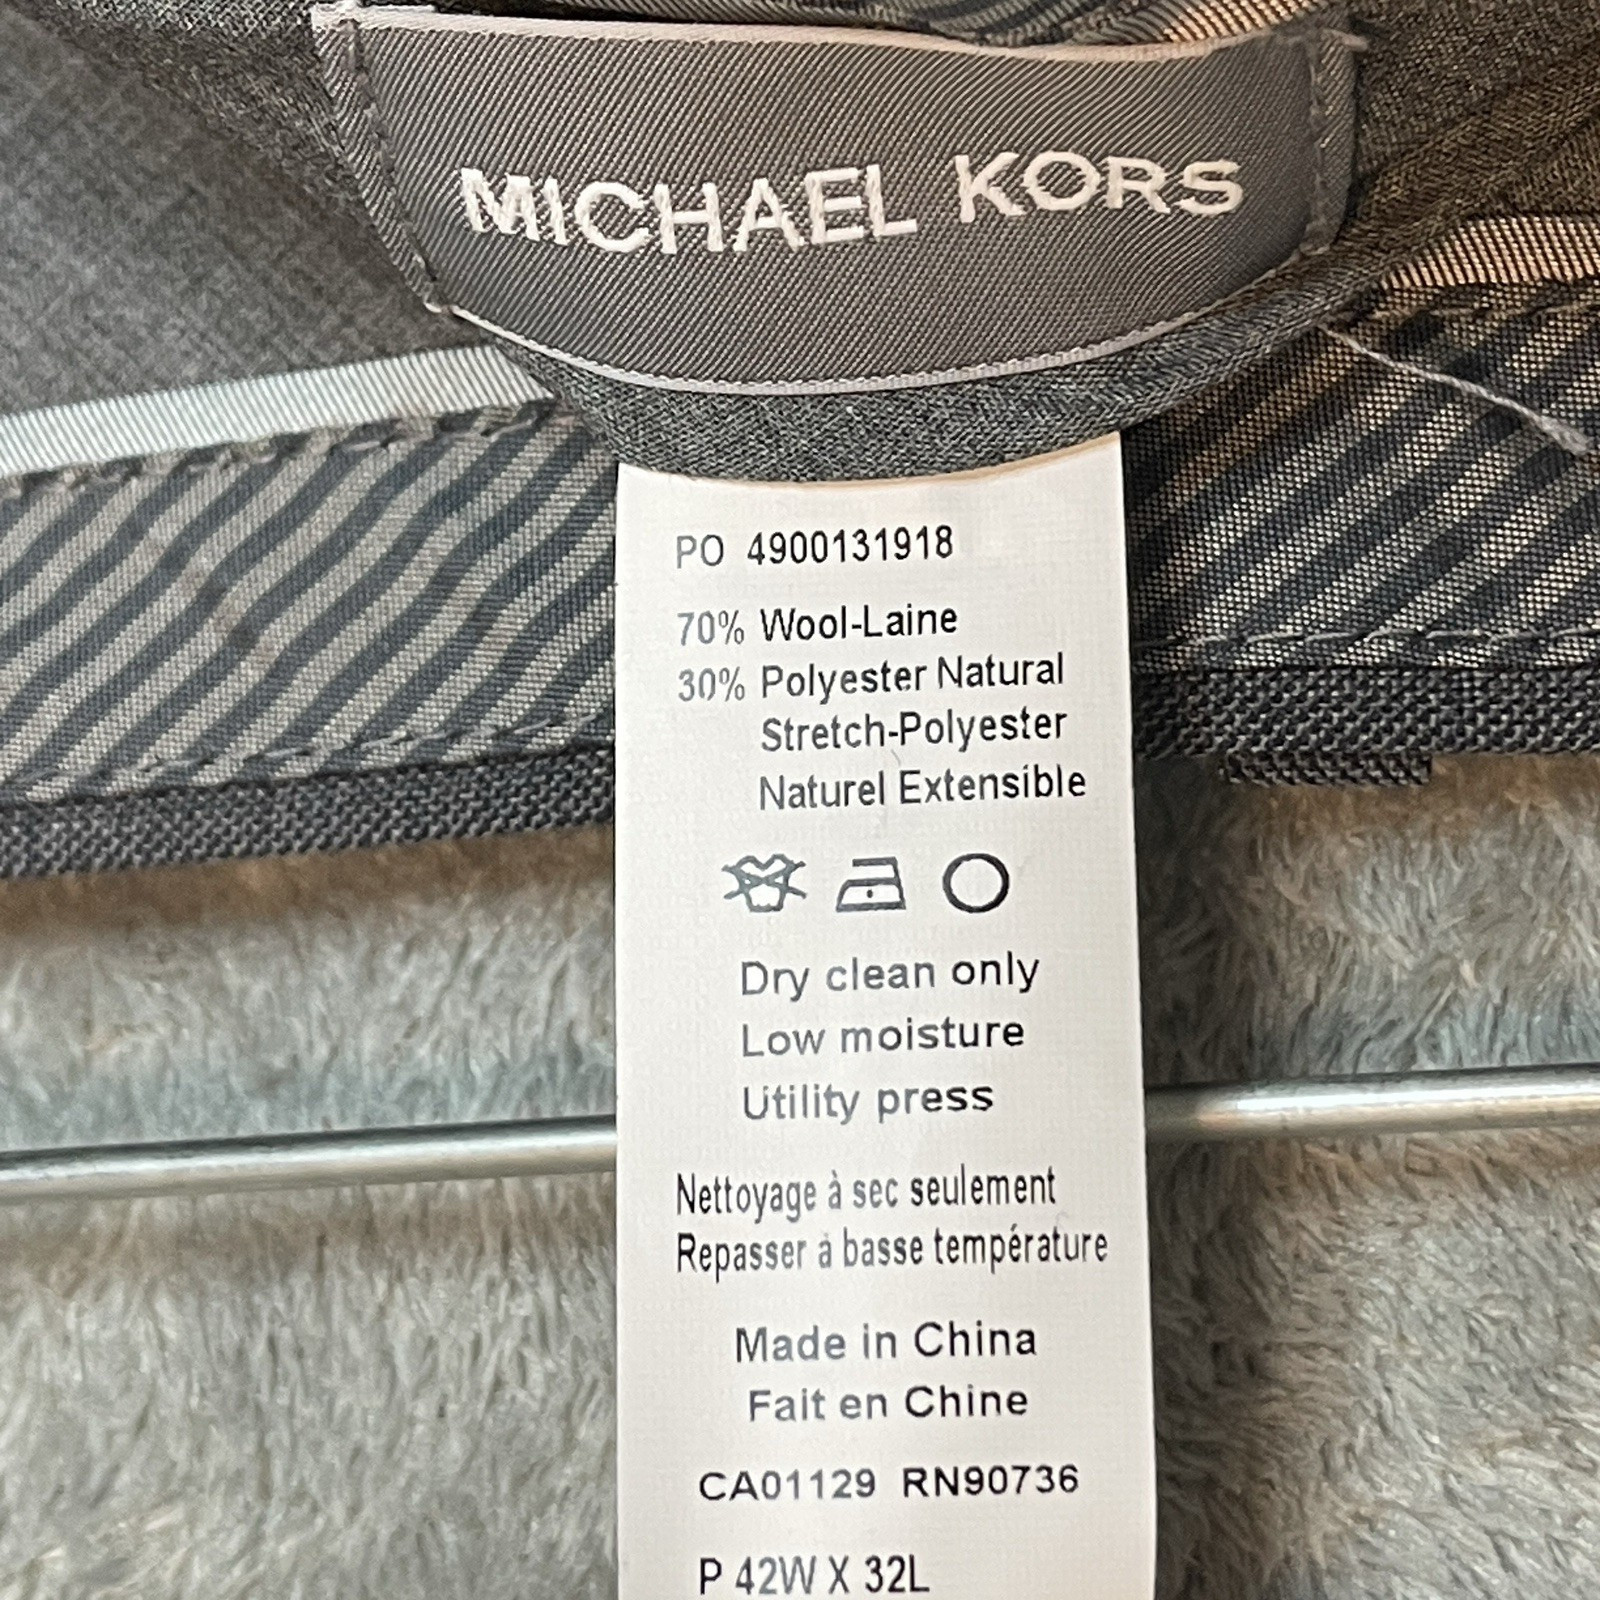 MICHAEL KORS
PO 4900131918
70% Wool-Laine
30% Polyester Natural
Stretch-Polyester
Naturel Extensible
Dry clean only
Low moisture
Utility press
Nettoyage à sec seulement
Repasser à basse température
Made in China
Fait en Chine
CA01129 RN90736
P 42W X 32L